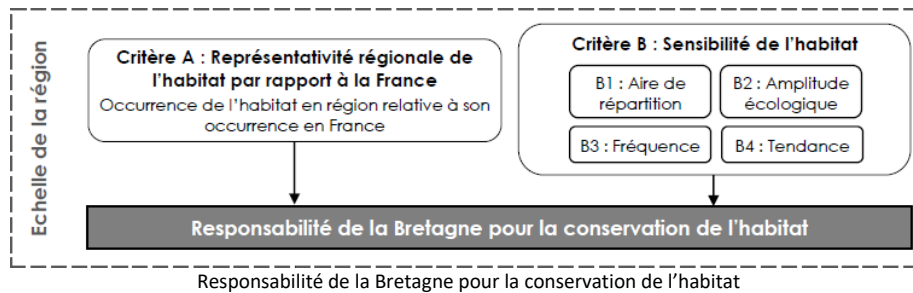 Echelle de la région
Critère A : Représentativité régionale de
l'habitat par rapport à la France
Occurrence de l'habitat en région relative à son
occurrence en France
Critère B : Sensibilité de l'habitat
B1 : Aire de
répartition
B2 : Amplitude
écologique
B3 : Fréquence
B4 : Tendance
Responsabilité de la Bretagne pour la conservation de l'habitat
Responsabilité de la Bretagne pour la conservation de l'habitat